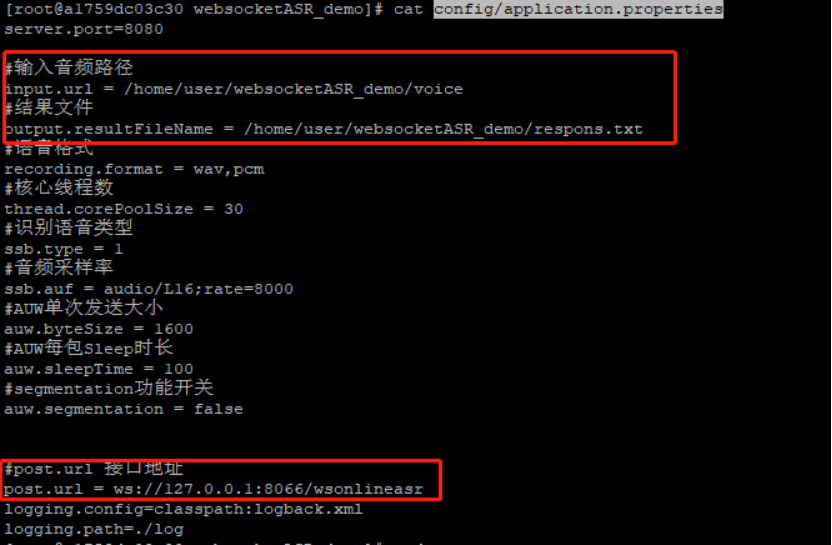 [root@a1759dc03c30 websocketASR_demo]# cat config/application.properties
server.port=8080
#输入音频路径
input.url = /home/user/websocketASR_demo/voice
#结果文件
output.resultFileName = /home/user/websocketASR_demo/respons.txt
#语音格式
recording.format = wav,pcm
#核心线程数
thread.corePoolSize = 30
#识别语音类型
ssb.type = 1
#音频采样率
ssb.auf = audio/L16;rate=8000
#AUW单次发送大小
auw.byteSize = 1600
#AUW每包Sleep时长
auw.sleepTime = 100
#segmentation功能开关
auw.segmentation = false
#post.url 接口地址
post.url = ws://127.0.0.1:8066/wsonlineasr
logging.config=classpath:logback.xml
logging.path=./log